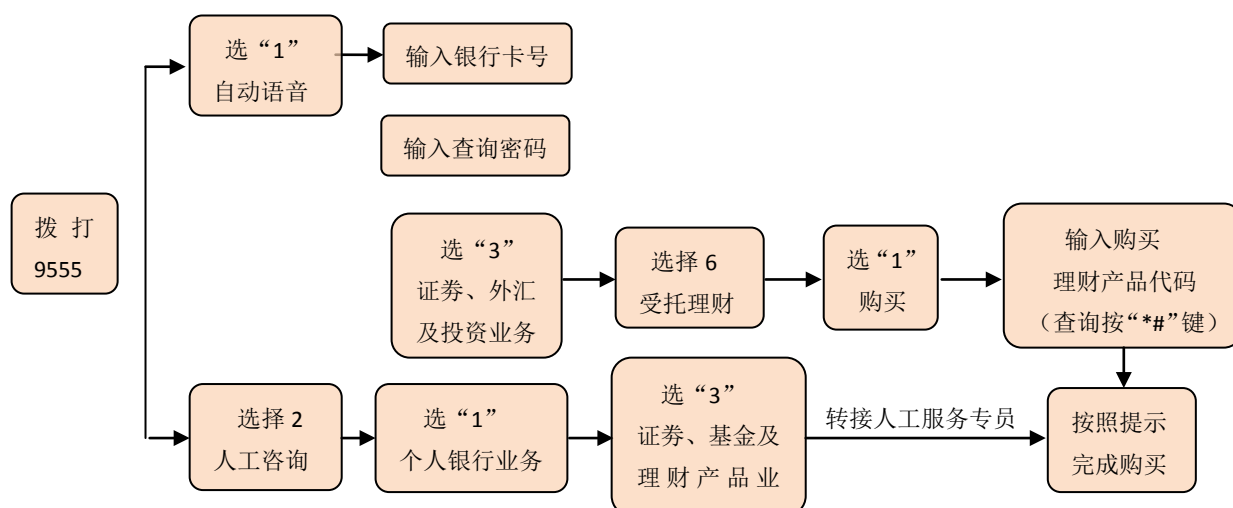 拨 打
9555
选“1”
自动语音
输入银行卡号
输入查询密码
选“3”
证劵、外汇
及投资业务
选择 6
受托理财
选“1”
购买
输入购买
理财产品代码
（查询按“*#”键）
选择 2
人工咨询
选“1”
个人银行业务
选“3”
证劵、基金及
理财产品业
转接人工服务专员
按照提示
完成购买